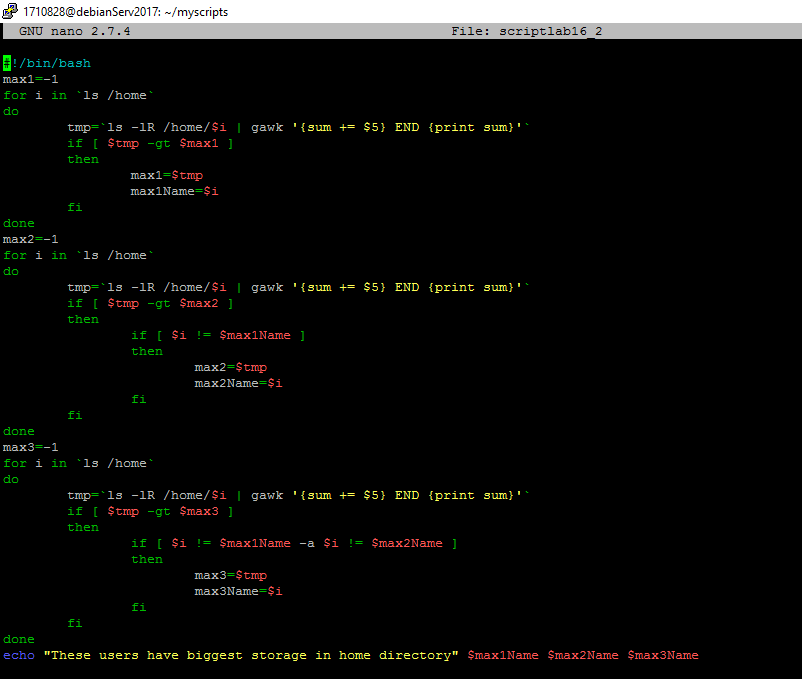 1710828@debianServ2017: ~/myscripts
GNU nano 2.7.4 File: scriptlab16_2
#!/bin/bash
max1=-1
for i in `ls /home`
do
tmp=`ls -lR /home/$i | gawk '{sum += $5} END {print sum}'`
if [ $tmp -gt $max1 ]
then
max1=$tmp
max1Name=$i
fi
done
max2=-1
for i in `ls /home`
do
tmp=`ls -lR /home/$i | gawk '{sum += $5} END {print sum}'`
if [ $tmp -gt $max2 ]
then
if [ $i != $max1Name ]
then
max2=$tmp
max2Name=$i
fi
fi
done
max3=-1
for i in `ls /home`
do
tmp=`ls -lR /home/$i | gawk '{sum += $5} END {print sum}'`
if [ $tmp -gt $max3 ]
then
if [ $i != $max1Name -a $i != $max2Name ]
then
max3=$tmp
max3Name=$i
fi
fi
done
echo "These users have biggest storage in home directory" $max1Name $max2Name $max3Name